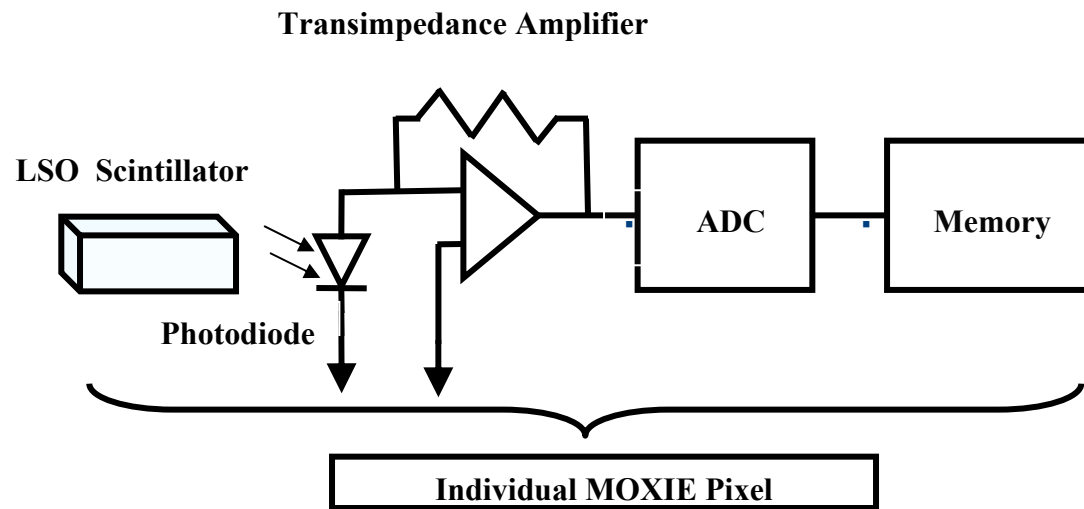 Transimpedance Amplifier
LSO Scintillator
ADC
Memory
Photodiode
Individual MOXIE Pixel